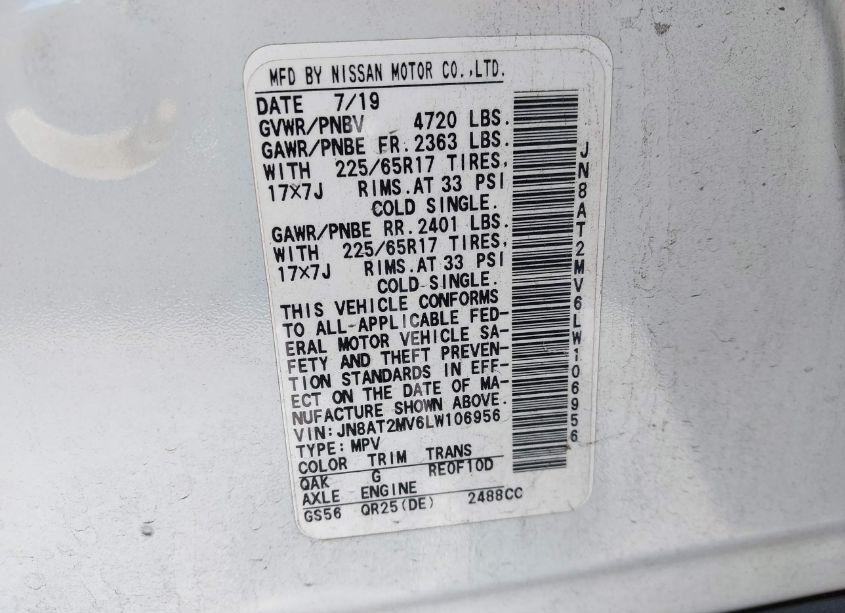 MFD BY NISSAN MOTOR CO.,LTD.
DATE 7/19
GVWR/PNBV 4720 LBS.
GAWR/PNBE FR. 2363 LBS.
WITH 225/65R17 TIRES,
17X7J RIMS.AT 33 PSI
COLD SINGLE.
GAWR/PNBE RR. 2401 LBS.
WITH 225/65R17 TIRES,
17X7J RIMS.AT 33 PSI
COLD SINGLE.
THIS VEHICLE CONFORMS
TO ALL-APPLICABLE FED-
ERAL MOTOR VEHICLE SA-
FETY AND THEFT PREVEN-
TION STANDARDS IN EFF-
ECT ON THE DATE OF MA-
NUFACTURE SHOWN ABOVE.
VIN:JN8AT2MV6LW106956
TYPE:MPV
COLOR TRIM TRANS
QAK G RE0F10D
AXLE ENGINE
GS56 QR25(DE) 2488CC
JN8AT2MV6LW106956